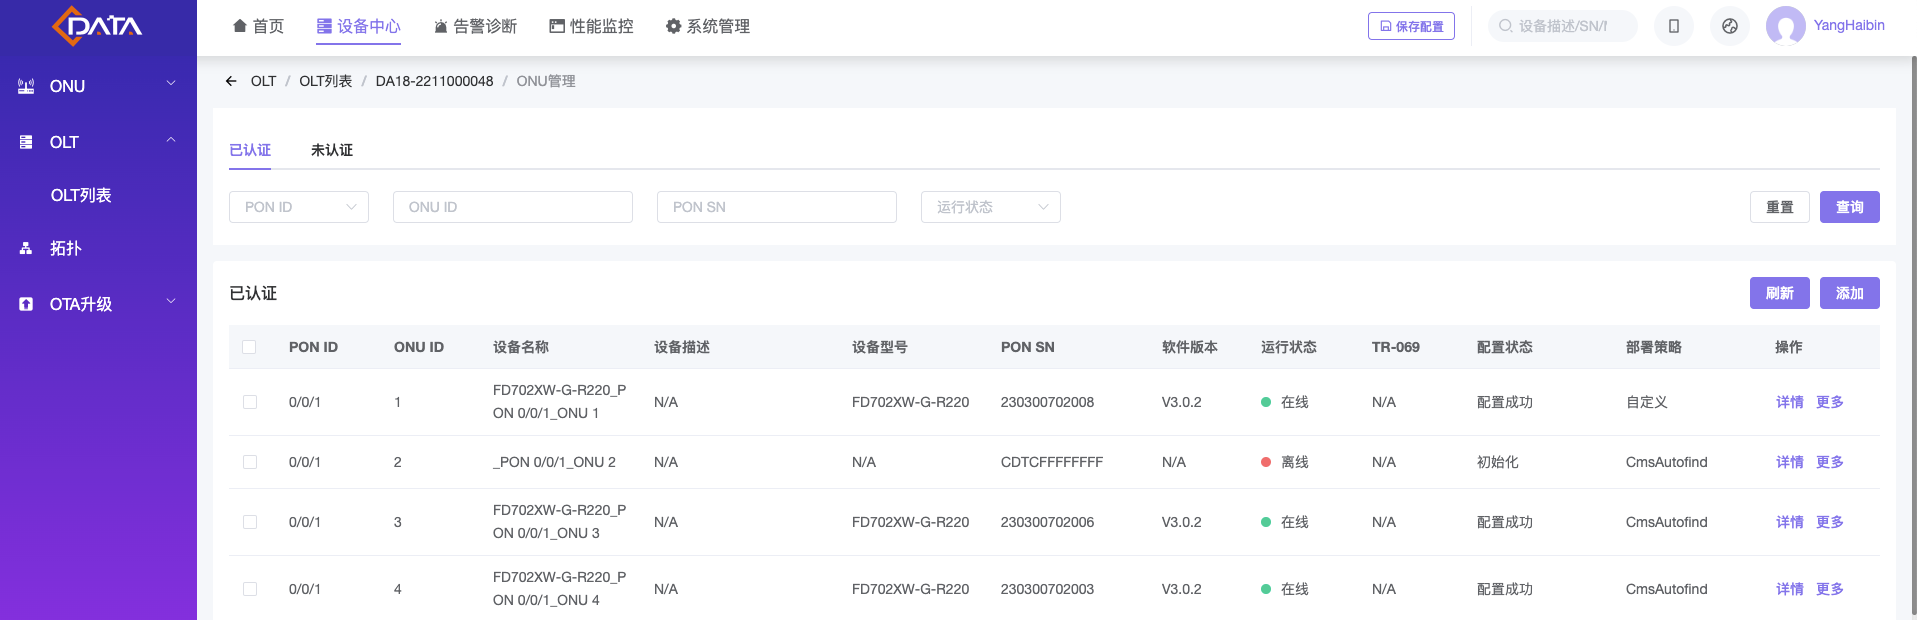 DATA
首页
设备中心
告警诊断
性能监控
系统管理
保存配置
设备描述/SN/
YangHaibin
ONU
OLT
OLT列表
拓扑
OTA升级
OLT / OLT列表 / DA18-2211000048 / ONU管理
已认证
未认证
PON ID
ONU ID
PON SN
运行状态
重置
查询
已认证
刷新
添加
PON ID ONU ID 设备名称 设备描述 设备型号 PON SN 软件版本 运行状态 TR-069 配置状态 部署策略 操作
FD702XW-G-R220_P
0/0/1 1 N/A FD702XW-G-R220 230300702008 V3.0.2 在线 N/A 配置成功 自定义 详情 更多
ON 0/0/1_ONU 1
0/0/1 2 _PON 0/0/1_ONU 2 N/A N/A CDTCFFFFFFFF N/A 离线 N/A 初始化 CmsAutofind 详情 更多
FD702XW-G-R220_P
0/0/1 3 N/A FD702XW-G-R220 230300702006 V3.0.2 在线 N/A 配置成功 CmsAutofind 详情 更多
ON 0/0/1_ONU 3
FD702XW-G-R220_P
0/0/1 4 N/A FD702XW-G-R220 230300702003 V3.0.2 在线 N/A 配置成功 CmsAutofind 详情 更多
ON 0/0/1_ONU 4